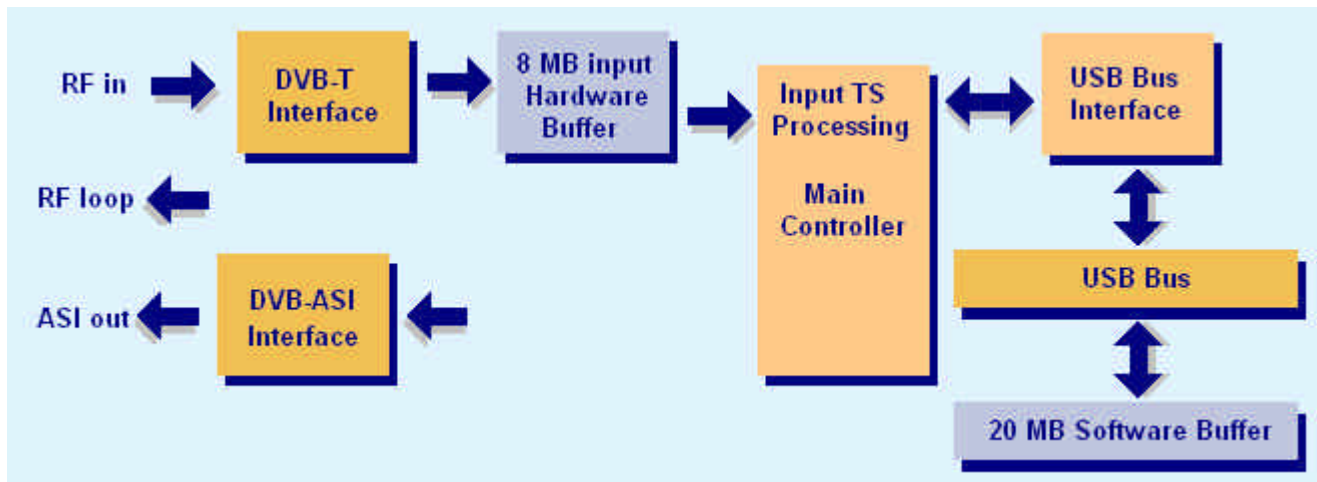 RF in
DVB-T
Interface
8 MB input
Hardware
Buffer
Input TS
Processing
Main
Controller
USB Bus
Interface
RF loop
USB Bus
ASI out
DVB-ASI
Interface
20 MB Software Buffer